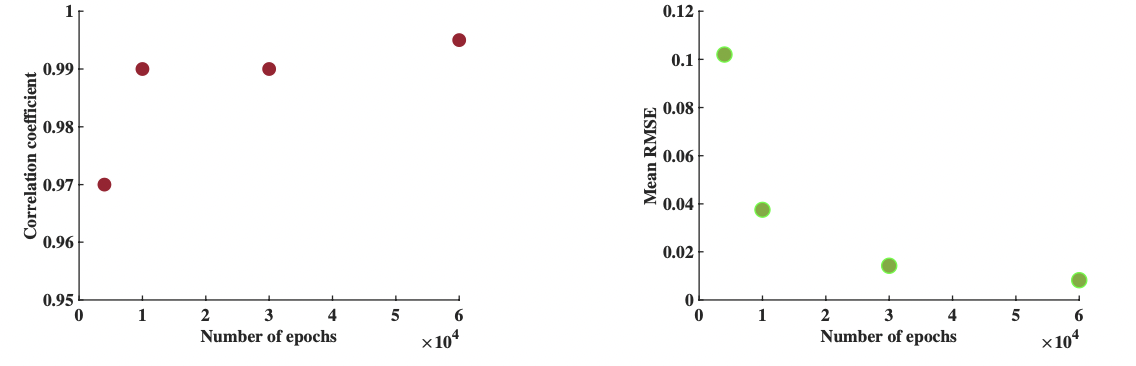 1
0.99
0.98
0.97
0.96
0.95
Correlation coefficient
0 1 2 3 4 5 6
Number of epochs
×10^4
0.12
0.1
0.08
0.06
0.04
0.02
0
Mean RMSE
0 1 2 3 4 5 6
Number of epochs
×10^4